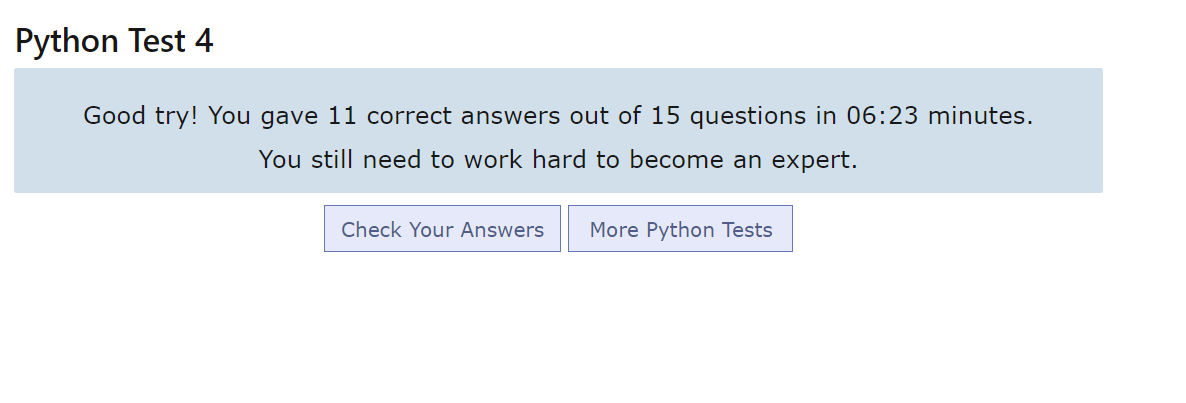 Python Test 4
Good try! You gave 11 correct answers out of 15 questions in 06:23 minutes.
You still need to work hard to become an expert.
Check Your Answers
More Python Tests